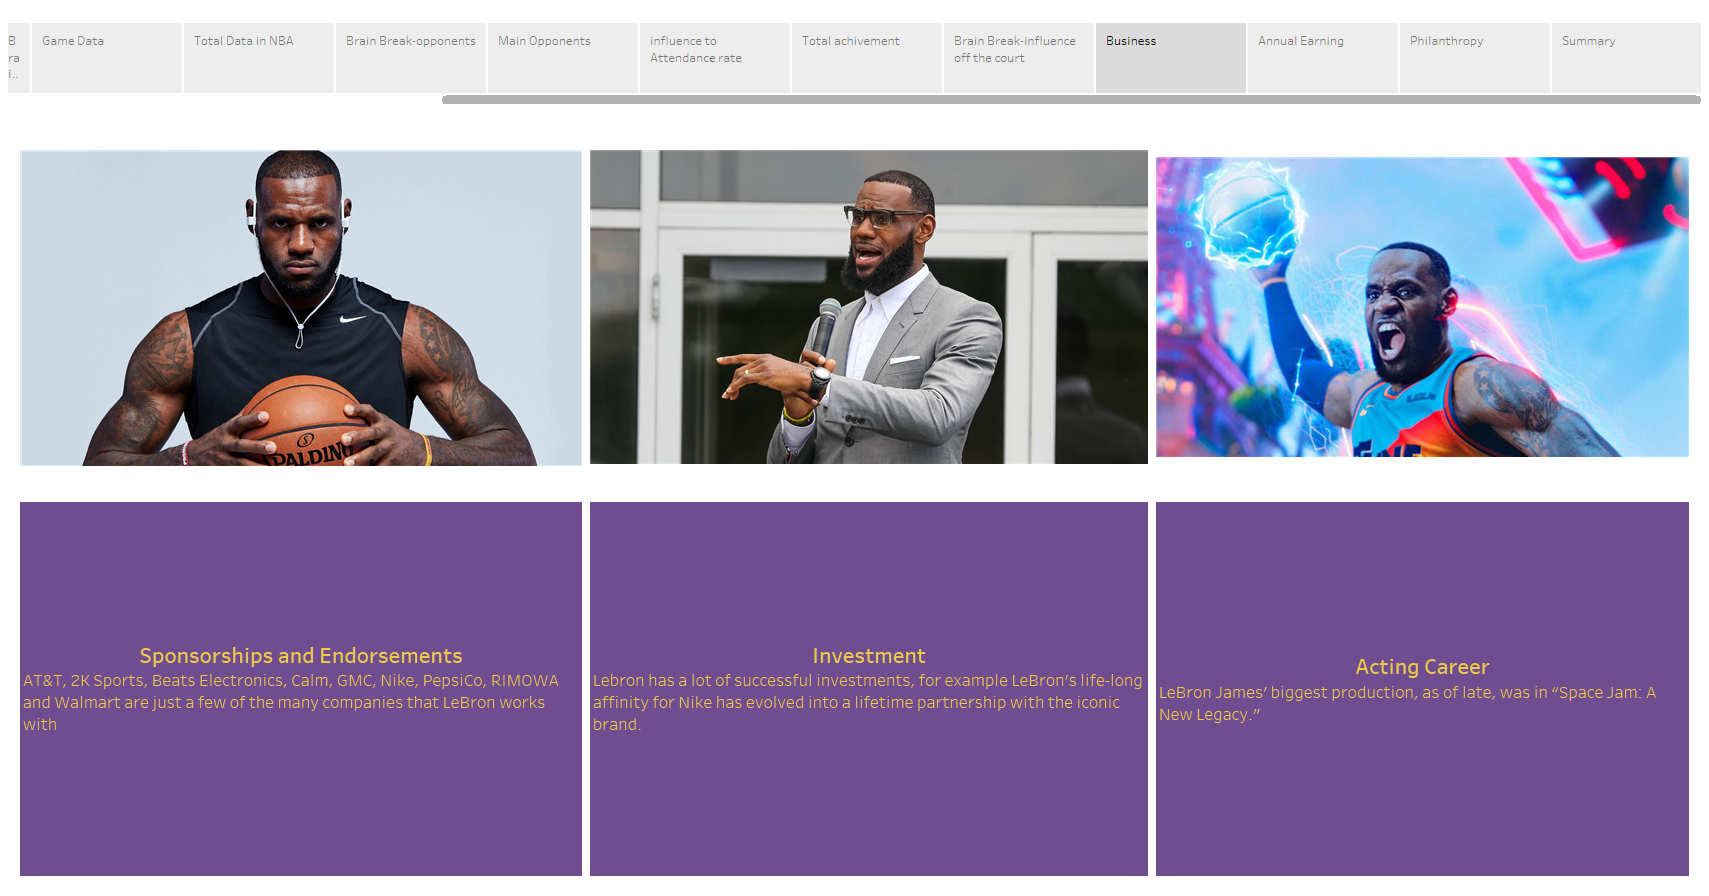 B
ra
i..
Game Data
Total Data in NBA
Brain Break-opponents
Main Opponents
influence to
Attendance rate
Total achivement
Brain Break-influence
off the court
Business
Annual Earning
Philanthropy
Summary
PALDING
Sponsorships and Endorsements
AT&T, 2K Sports, Beats Electronics, Calm, GMC, Nike, PepsiCo, RIMOWA
and Walmart are just a few of the many companies that LeBron works
with
Investment
Lebron has a lot of successful investments, for example LeBron's life-long
affinity for Nike has evolved into a lifetime partnership with the iconic
brand.
Acting Career
LeBron James’ biggest production, as of late, was in “Space Jam: A
New Legacy.”